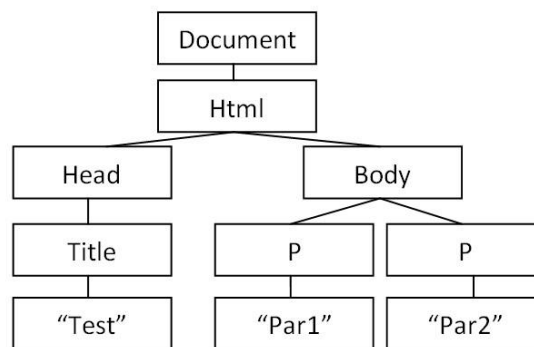 Document
Html
Head
Body
Title
P
P
“Test”
“Par1”
“Par2”